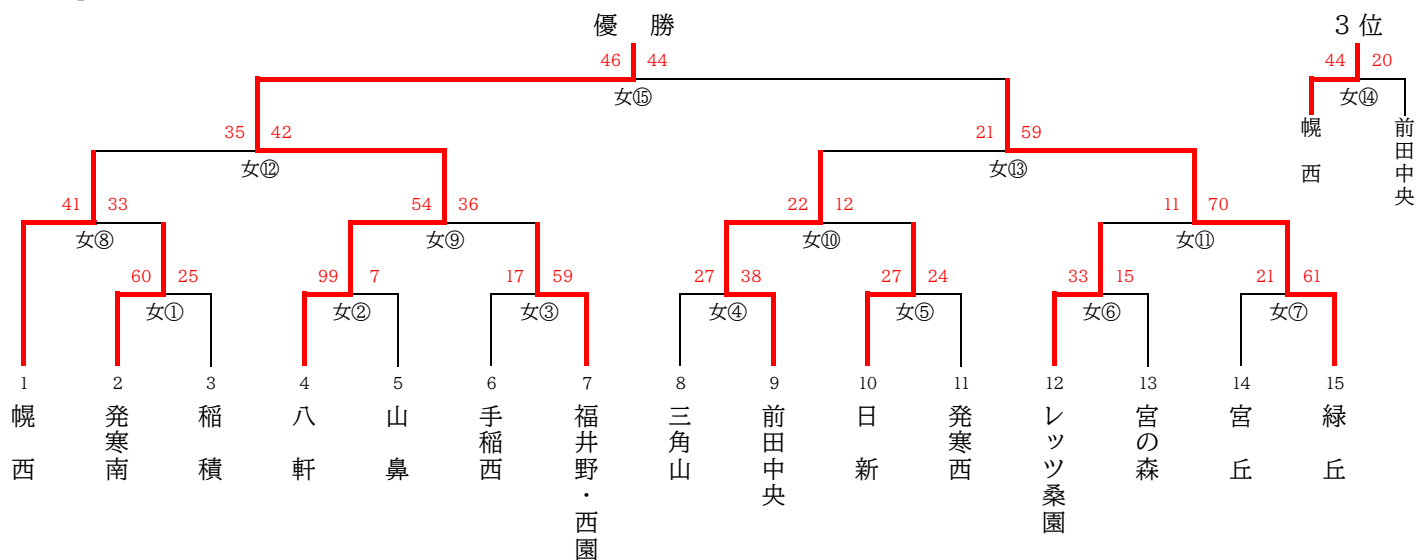 優 勝
3 位
46 44
44 20
女⑮
女⑭
幌西
前田中央
35 42
21 59
女⑫
女⑬
41 33
54 36
22 12
11 70
女⑧
女⑨
女⑩
女⑪
60 25
99 7
17 59
27 38
27 24
33 15
21 61
女①
女②
女③
女④
女⑤
女⑥
女⑦
1 2 3 4 5 6 7 8 9 10 11 12 13 14 15
幌西
発寒南
稲積
八軒
山鼻
手稲西
福井野・西園
三角山
前田中央
日新
発寒西
レッツ桑園
宮の森
宮丘
緑丘